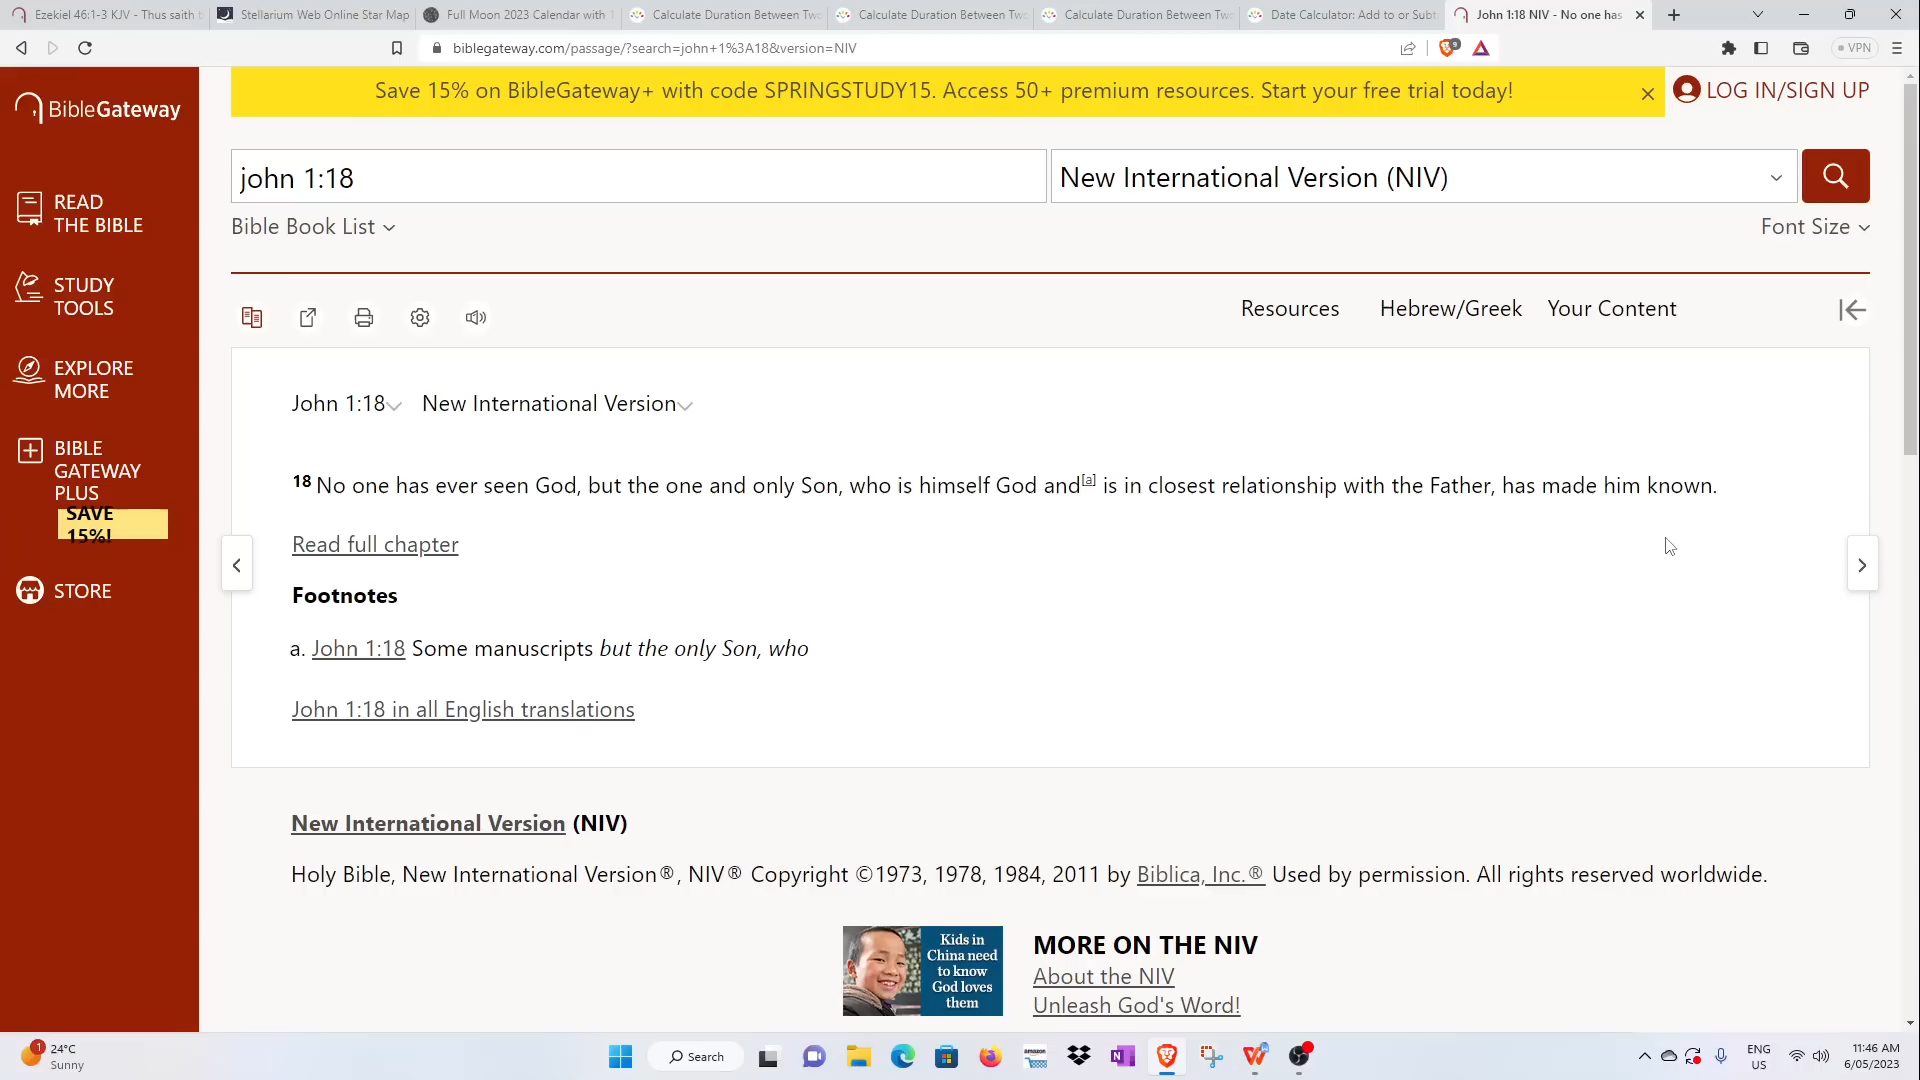 Ezekiel 46:1-3 KJV - Thus saith t
Stellarium Web Online Star Map
Full Moon 2023 Calendar with
Calculate Duration Between Two
Calculate Duration Between Two
Calculate Duration Between Two
Date Calculator: Add to or Subt
John 1:18 NIV - No one has
biblegateway.com/passage/?search=john+1%3A18&version=NIV
9
VPN
BibleGateway
Save 15% on BibleGateway+ with code SPRINGSTUDY15. Access 50+ premium resources. Start your free trial today!
LOG IN/SIGN UP
john 1:18
New International Version (NIV)
Bible Book List
Font Size
READ
THE BIBLE
STUDY
TOOLS
EXPLORE
MORE
BIBLE
GATEWAY
PLUS
SAVE
15%!
STORE
Resources
Hebrew/Greek
Your Content
John 1:18
New International Version
18 No one has ever seen God, but the one and only Son, who is himself God and[a] is in closest relationship with the Father, has made him known.
Read full chapter
Footnotes
a. John 1:18 Some manuscripts but the only Son, who
John 1:18 in all English translations
New International Version (NIV)
Holy Bible, New International Version®, NIV® Copyright ©1973, 1978, 1984, 2011 by Biblica, Inc.® Used by permission. All rights reserved worldwide.
Kids in
China need
to know
God loves
them
MORE ON THE NIV
About the NIV
Unleash God's Word!
1
24°C
Sunny
Search
amazon
ENG
US
11:46 AM
6/05/2023